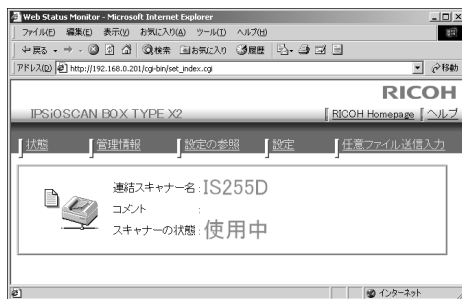 Web Status Monitor - Microsoft Internet Explorer
ファイル(F) 編集(E) 表示(V) お気に入り(A) ツール(T) ヘルプ(H)
戻る 検索 お気に入り 履歴
アドレス(D) http://192.168.0.201/cgi-bin/set_index.cgi 移動
RICOH
IPSiOSCAN BOX TYPE X2 RICOH Homepage ヘルプ
状態 管理情報 設定の参照 設定 任意ファイル送信入力
連結スキャナー名 : IS255D
コメント :
スキャナーの状態 : 使用中
インターネット